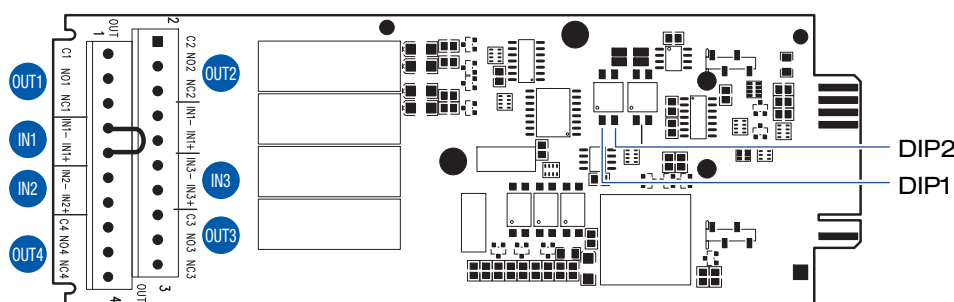 OUT 1
2
C1 NO1 NC1
OUT1
IN1- IN1+
IN1
IN2- IN2+
IN2
C4 NO4 NC4
OUT4
4 OUT
3
C2 NO2 NC2
OUT2
IN1- IN1+
IN3- IN3+
IN3
C3 NO3 NC3
OUT3
DIP2
DIP1